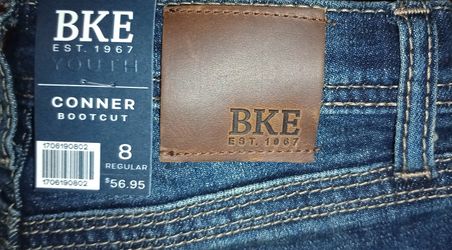 BKE
EST. 1967
YOUTH
CONNER
BOOTCUT
1706190802
1706190802
8
REGULAR
$56.95
BKE
EST. 1967